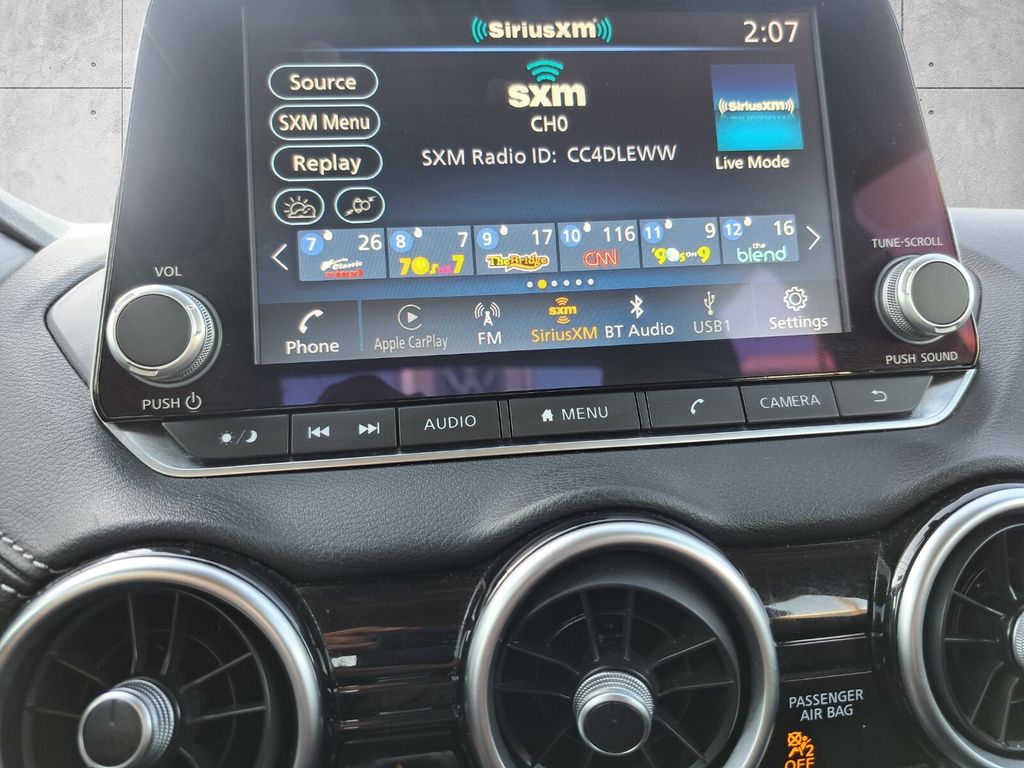 SiriusXM
2:07
Source
SXM Menu
Replay
sxm
CH0
SXM Radio ID: CC4DLEWW
SiriusXM
Live Mode
7 26
Classic
8 7
70s on 7
9 17
The Bridge
10 116
CNN
11 9
'90s on 9
12 16
the blend
Phone
Apple CarPlay
FM
sxm
SiriusXM
BT Audio
USB1
Settings
VOL
PUSH
TUNE·SCROLL
PUSH SOUND
AUDIO
MENU
CAMERA
PASSENGER
AIR BAG
2
OFF